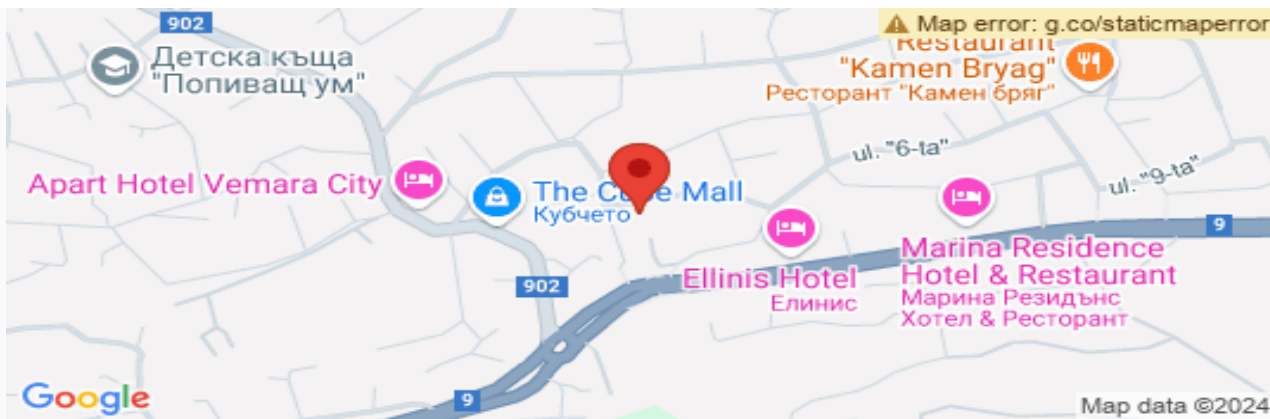 902
Map error: g.co/staticmaperror
Детска къща
"Попиващ ум"
Restaurant
"Kamen Bryag"
Ресторант "Камен бряг"
ul. "6-ta"
ul. "9-ta"
Apart Hotel Vemara City
The Cube Mall
Кубчето
9
Ellinis Hotel
Елинис
Marina Residence
Hotel & Restaurant
Марина Резидънс
Хотел & Ресторант
902
9
Google
Map data ©2024